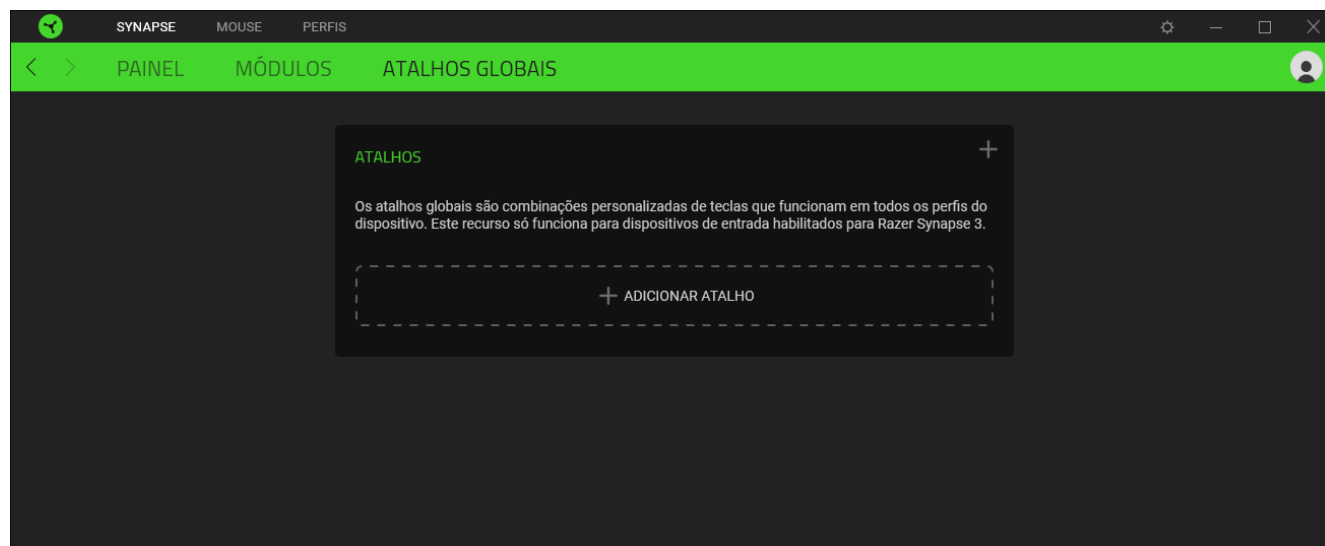 SYNAPSE MOUSE PERFIS
PAINEL MÓDULOS ATALHOS GLOBAIS
ATALHOS
Os atalhos globais são combinações personalizadas de teclas que funcionam em todos os perfis do
dispositivo. Este recurso só funciona para dispositivos de entrada habilitados para Razer Synapse 3.
ADICIONAR ATALHO